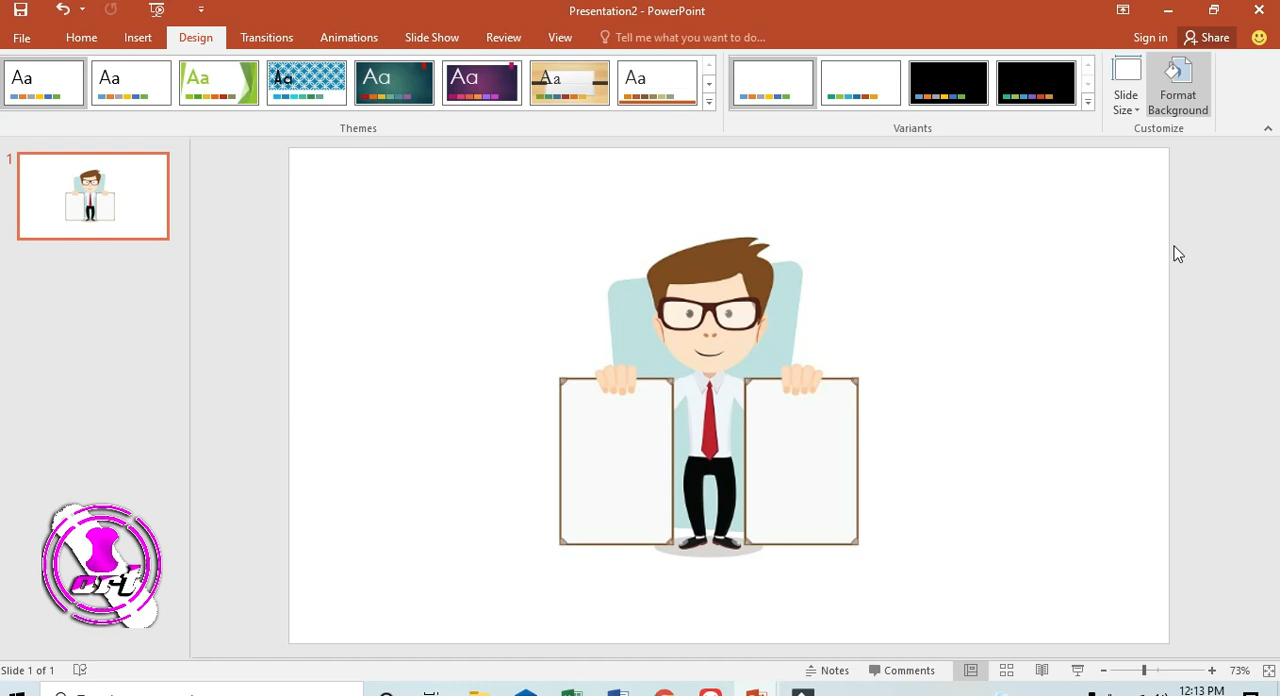 Presentation2 - PowerPoint
File Home Insert Design Transitions Animations Slide Show Review View Tell me what you want to do... Sign in Share
Aa Aa Aa Aa Aa Aa Aa Aa
Slide Size
Format Background
Themes Variants Customize
1
art
Slide 1 of 1 Notes Comments 73%
12:13 PM